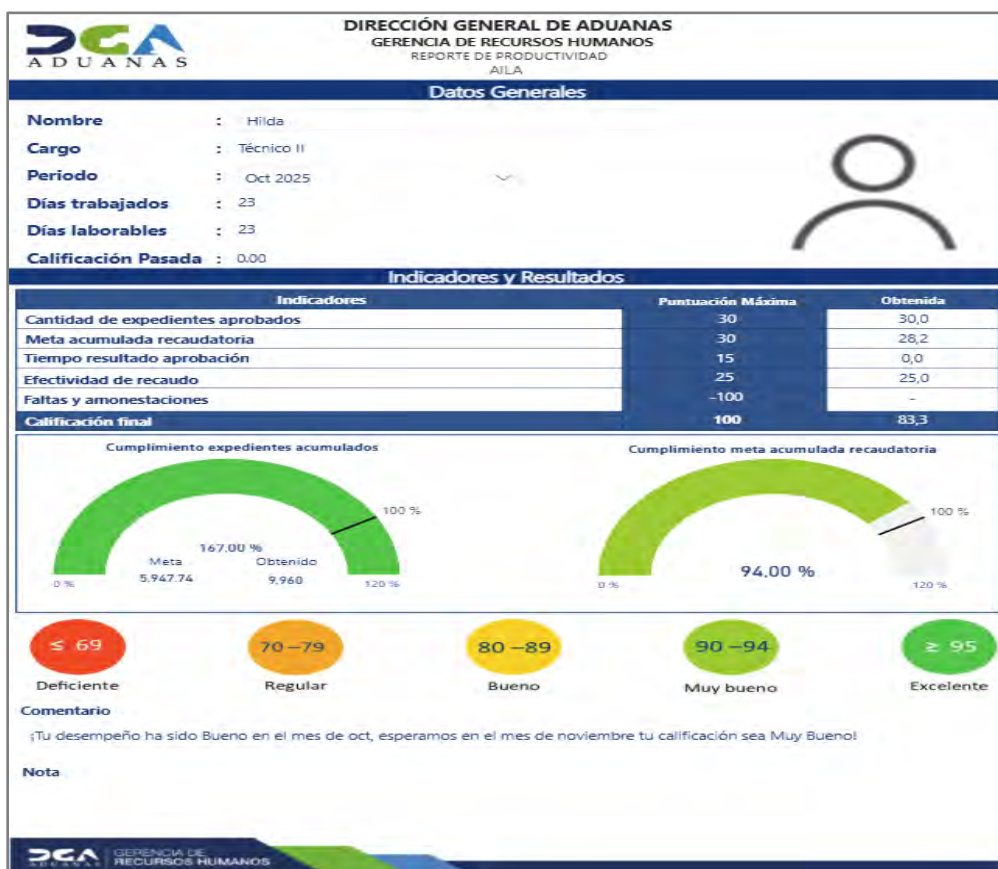 DGA
ADUANAS
DIRECCIÓN GENERAL DE ADUANAS
GERENCIA DE RECURSOS HUMANOS
REPORTE DE PRODUCTIVIDAD
AILA
Datos Generales
Nombre : Hilda
Cargo : Técnico II
Periodo : Oct 2025
Días trabajados : 23
Días laborables : 23
Calificación Pasada : 0.00
Indicadores y Resultados
Indicadores Puntuación Máxima Obtenida
Cantidad de expedientes aprobados 30 30,0
Meta acumulada recaudatoria 30 28,2
Tiempo resultado aprobación 15 0,0
Efectividad de recaudo 25 25,0
Faltas y amonestaciones -100 -
Calificación final 100 83,3
Cumplimiento expedientes acumulados
100 %
167.00 %
Meta Obtenido
5,947.74 9,960
0 % 120 %
Cumplimiento meta acumulada recaudatoria
100 %
94.00 %
0 % 120 %
≤ 69 70 –79 80 –89 90 –94 ≥ 95
Deficiente Regular Bueno Muy bueno Excelente
Comentario
¡Tu desempeño ha sido Bueno en el mes de oct, esperamos en el mes de noviembre tu calificación sea Muy Bueno!
Nota
DGA
ADUANAS
GERENCIA DE
RECURSOS HUMANOS